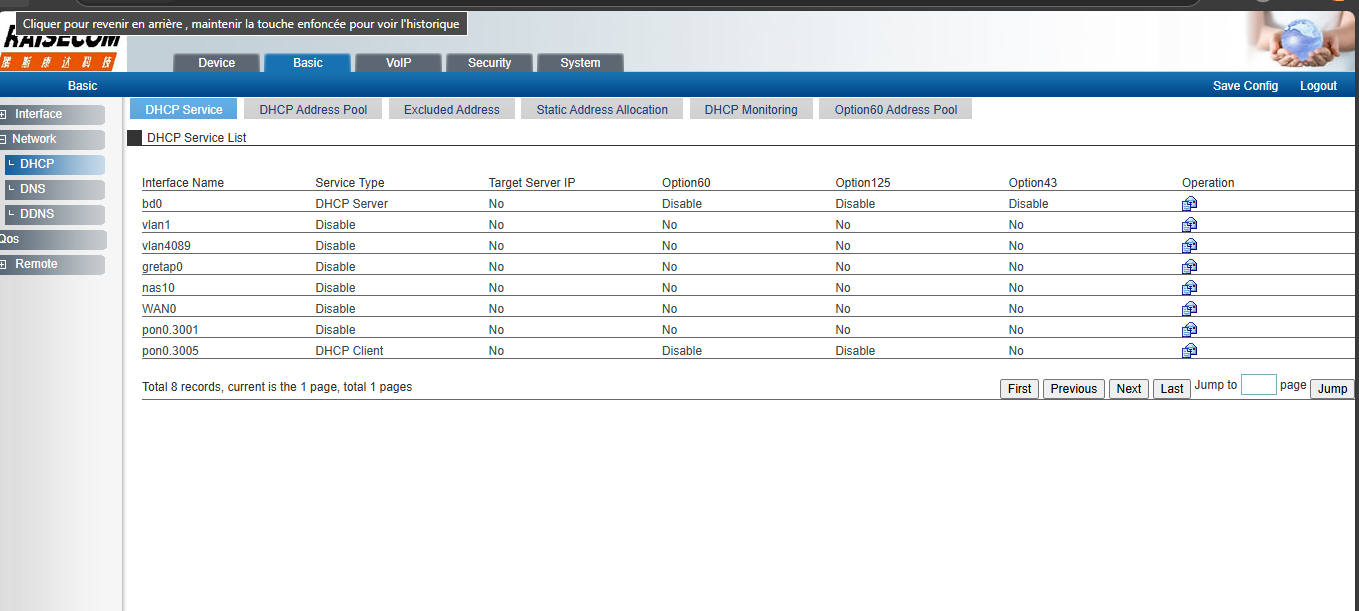 Cliquer pour revenir en arrière , maintenir la touche enfoncée pour voir l'historique
RAISECOM
瑞斯康达科技
Device Basic VoIP Security System
Basic Save Config Logout
Interface
Network
DHCP
DNS
DDNS
Qos
Remote
DHCP Service DHCP Address Pool Excluded Address Static Address Allocation DHCP Monitoring Option60 Address Pool
DHCP Service List
Interface Name Service Type Target Server IP Option60 Option125 Option43 Operation
bd0 DHCP Server No Disable Disable Disable
vlan1 Disable No No No No
vlan4089 Disable No No No No
gretap0 Disable No No No No
nas10 Disable No No No No
WAN0 Disable No No No No
pon0.3001 Disable No No No No
pon0.3005 DHCP Client No Disable Disable No
Total 8 records, current is the 1 page, total 1 pages First Previous Next Last Jump to page Jump